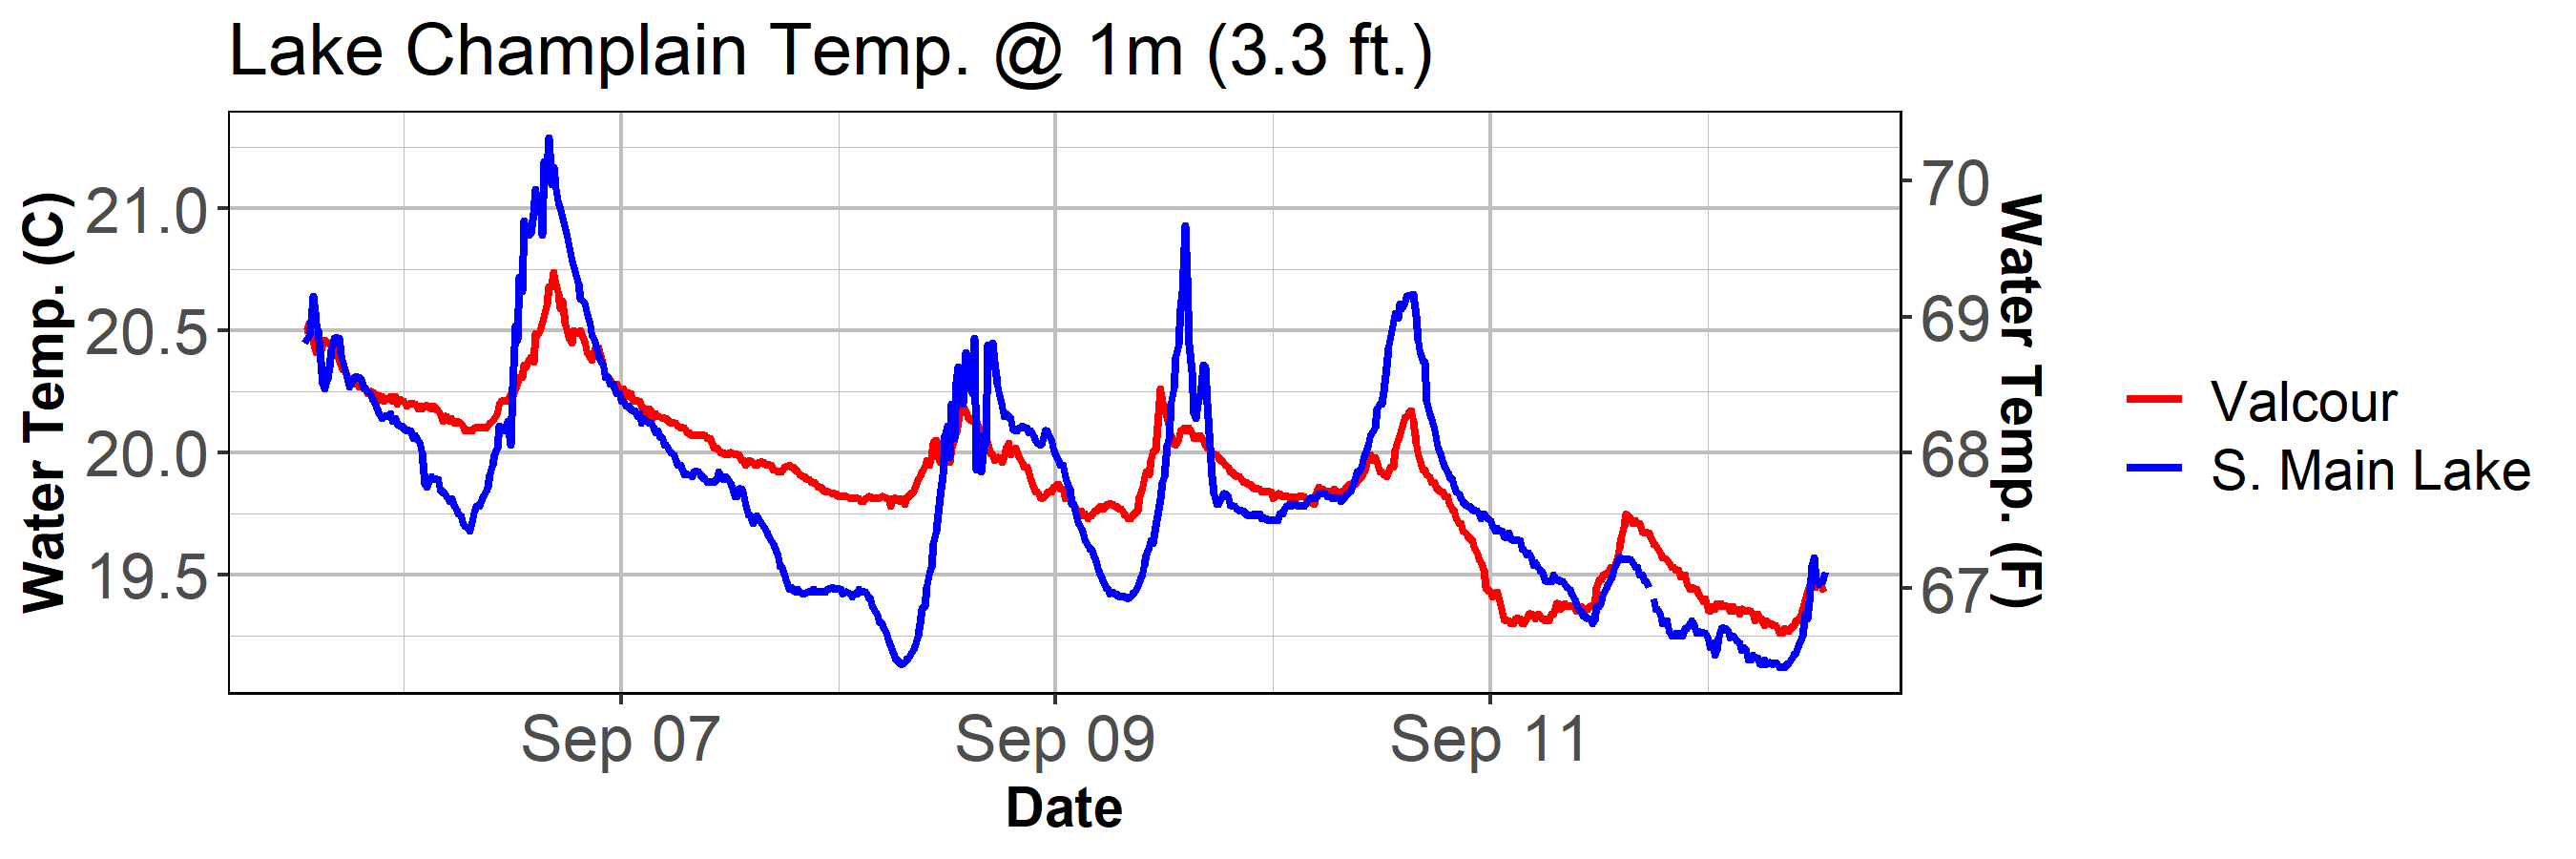 Lake Champlain Temp. @ 1m (3.3 ft.)
Water Temp. (C)
21.0
20.5
20.0
19.5
70
69
68
67
Water Temp. (F)
Sep 07
Sep 09
Sep 11
Date
Valcour
S. Main Lake